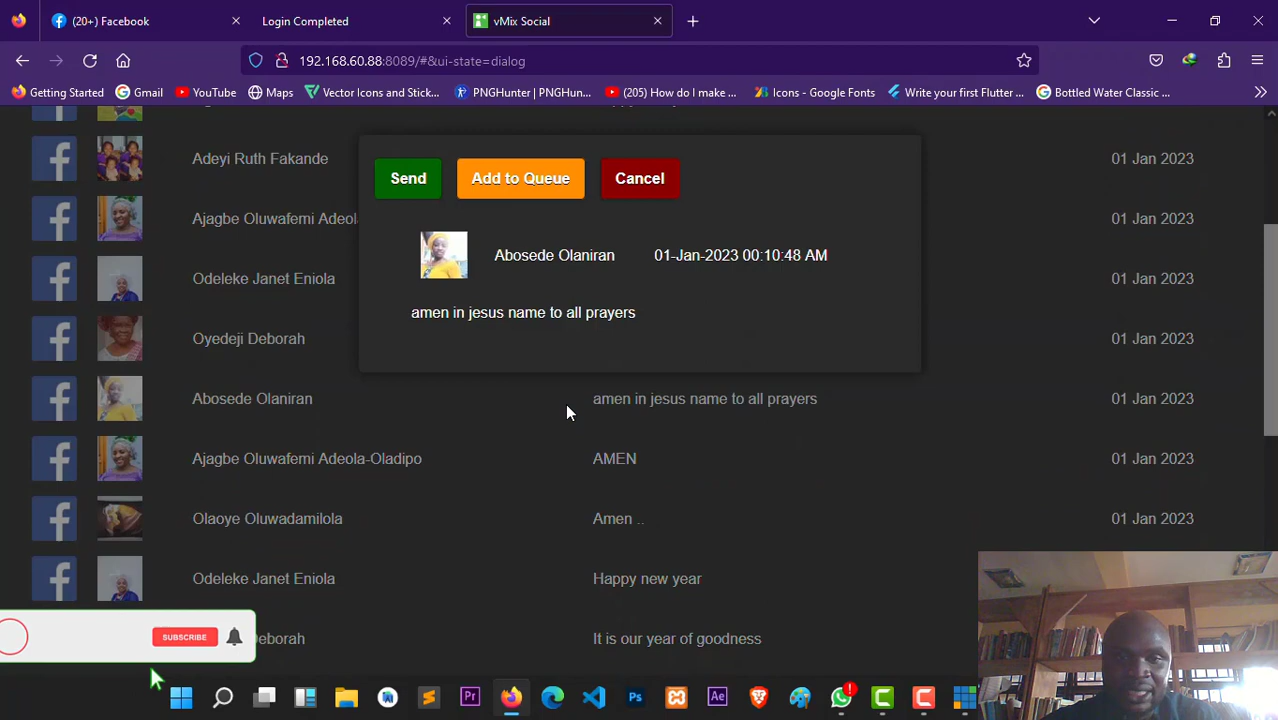 (20+) Facebook
Login Completed
vMix Social
192.168.60.88:8089/#&ui-state=dialog
Getting Started
Gmail
YouTube
Maps
Vector Icons and Stick...
PNGHunter | PNGHun...
(205) How do I make ...
Icons - Google Fonts
Write your first Flutter ...
Bottled Water Classic ...
Adeyi Ruth Fakande 01 Jan 2023
Ajagbe Oluwafemi Adeol 01 Jan 2023
Odeleke Janet Eniola 01 Jan 2023
Oyedeji Deborah 01 Jan 2023
Send
Add to Queue
Cancel
Abosede Olaniran 01-Jan-2023 00:10:48 AM
amen in jesus name to all prayers
Abosede Olaniran amen in jesus name to all prayers 01 Jan 2023
Ajagbe Oluwafemi Adeola-Oladipo AMEN 01 Jan 2023
Olaoye Oluwadamilola Amen .. 01 Jan 2023
Odeleke Janet Eniola Happy new year
Deborah It is our year of goodness
SUBSCRIBE
Pr
Ps
Ae